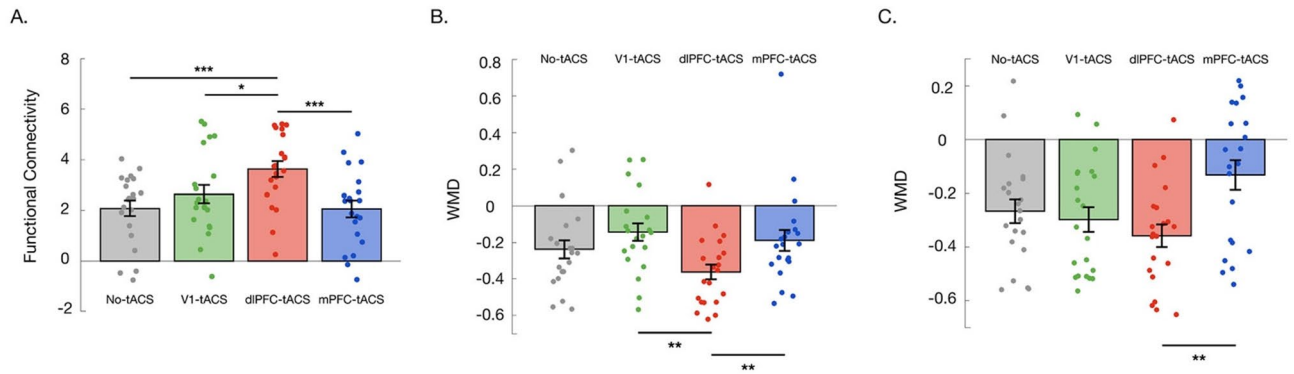 A.
Functional Connectivity
8
6
4
2
0
-2
***
*
***
No-tACS V1-tACS dlPFC-tACS mPFC-tACS
B.
WMD
0.8
0.6
0.4
0.2
0
-0.2
-0.4
-0.6
No-tACS V1-tACS dlPFC-tACS mPFC-tACS
**
**
C.
WMD
0.2
0
-0.2
-0.4
-0.6
No-tACS V1-tACS dlPFC-tACS mPFC-tACS
**